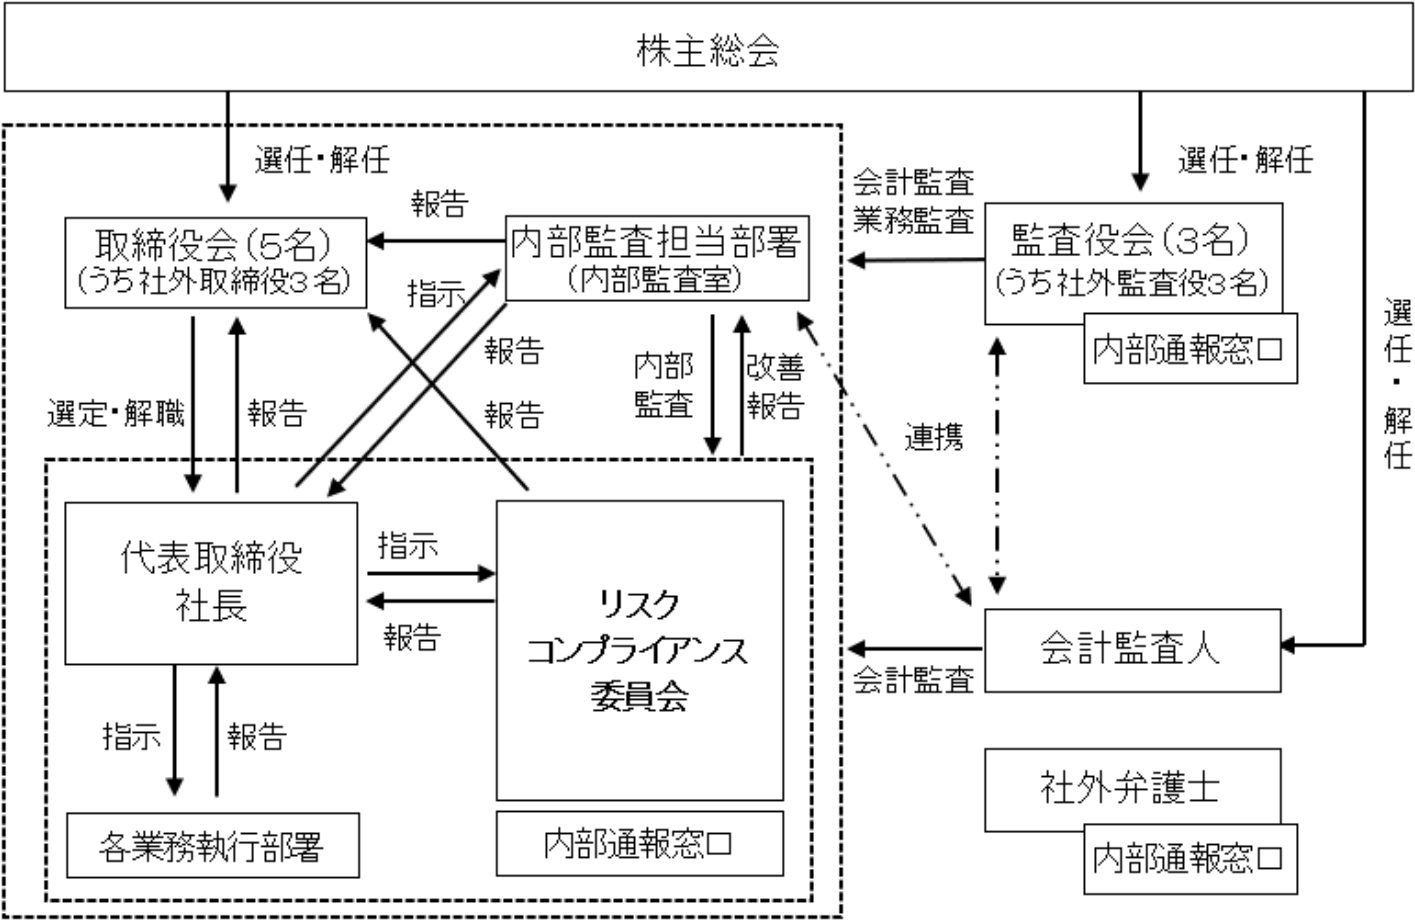 株主総会
選任・解任
選任・解任
会計監査
業務監査
報告
取締役会(5名)
(うち社外取締役3名)
内部監査担当部署
(内部監査室)
監査役会(3名)
(うち社外監査役3名)
内部通報窓口
選任・解任
指示
報告
報告
内部
監査
改善
報告
選定・解職
報告
連携
代表取締役
社長
指示
報告
リスク
コンプライアンス
委員会
会計監査人
会計監査
指示
報告
社外弁護士
内部通報窓口
各業務執行部署
内部通報窓口